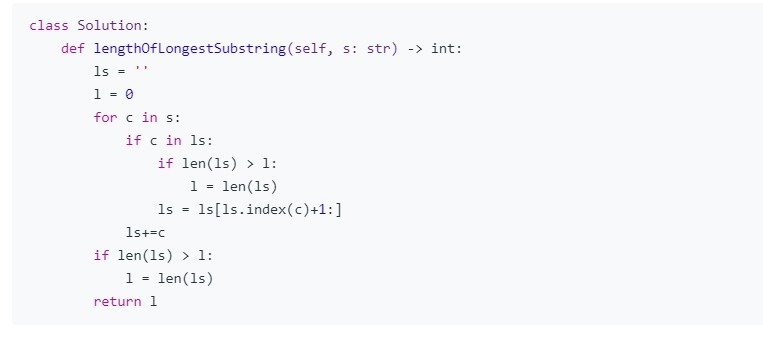 class Solution:
    def lengthOfLongestSubstring(self, s: str) -> int:
        ls = ''
        l = 0
        for c in s:
            if c in ls:
                if len(ls) > l:
                    l = len(ls)
                ls = ls[ls.index(c)+1:]
            ls+=c
        if len(ls) > l:
            l = len(ls)
        return l